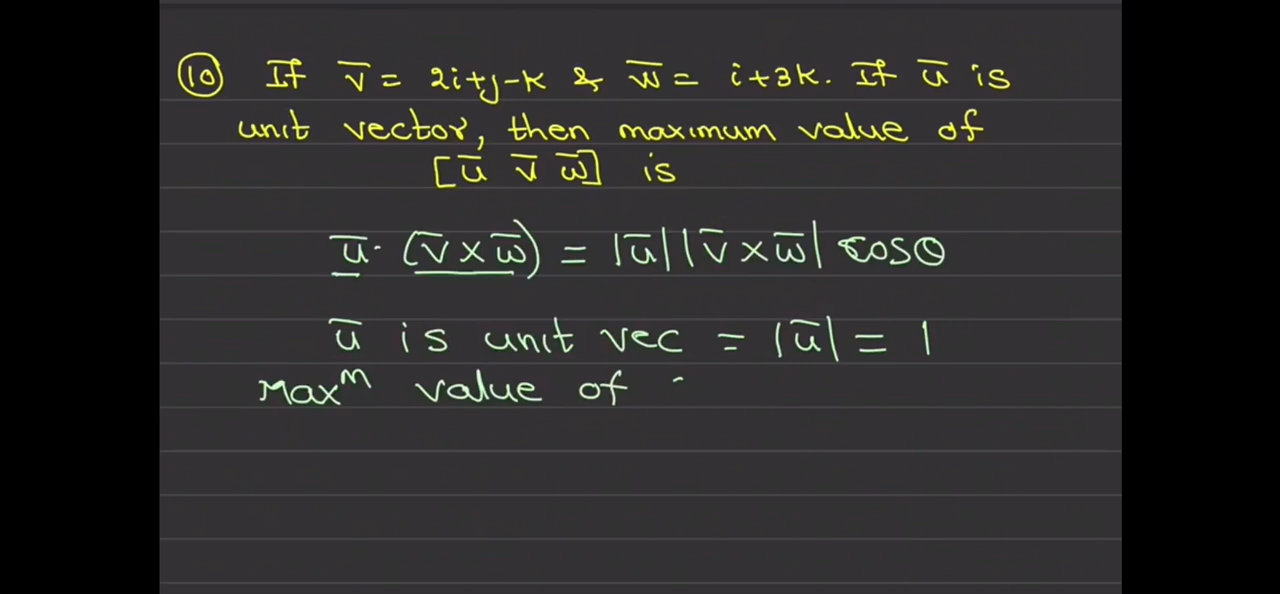 ⑩ If v̅ = 2i+j-k & w̅ = i+3k. If u̅ is
unit vector, then maximum value of
[u̅ v̅ w̅] is
u̅· (v̅×w̅) = |u̅||v̅×w̅| cosθ
u̅ is unit vec = |u̅| = 1
Maxᵐ value of